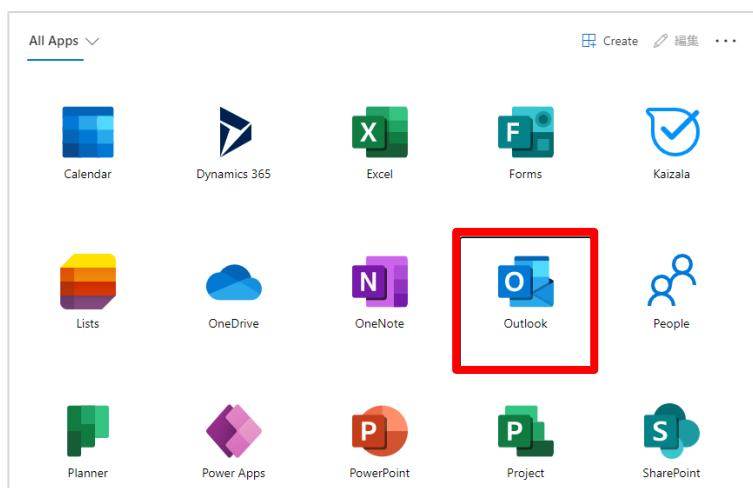 All Apps
Create 編集 ...
Calendar Dynamics 365 Excel Forms Kaizala
X F
Lists OneDrive OneNote Outlook People
N O
Planner Power Apps PowerPoint Project SharePoint
P P S